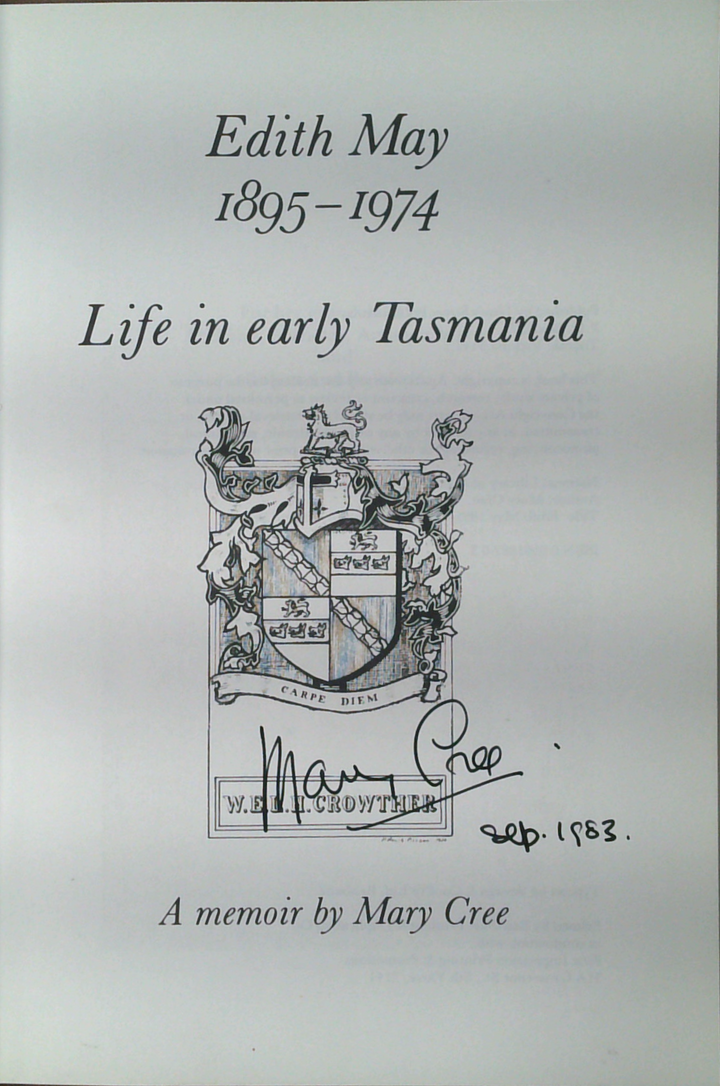 Edith May
1895–1974
Life in early Tasmania
CARPE DIEM
Mary Cree
W.E.L.H.CROWTHER
Sep. 1983.
A memoir by Mary Cree